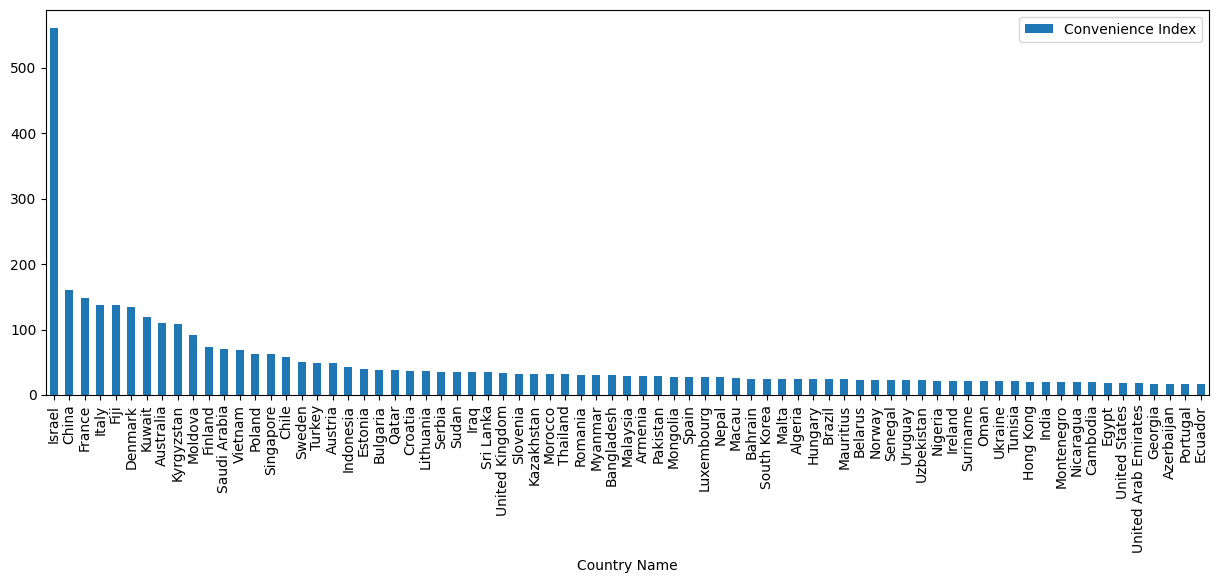 Convenience Index
500
400
300
200
100
0
Israel
China
France
Italy
Fiji
Denmark
Kuwait
Australia
Kyrgyzstan
Moldova
Finland
Saudi Arabia
Vietnam
Poland
Singapore
Chile
Sweden
Turkey
Austria
Indonesia
Estonia
Bulgaria
Qatar
Croatia
Lithuania
Serbia
Sudan
Iraq
Sri Lanka
United Kingdom
Slovenia
Kazakhstan
Morocco
Thailand
Romania
Myanmar
Bangladesh
Malaysia
Armenia
Pakistan
Mongolia
Spain
Luxembourg
Nepal
Macau
Bahrain
South Korea
Malta
Algeria
Hungary
Brazil
Mauritius
Belarus
Norway
Senegal
Uruguay
Uzbekistan
Nigeria
Ireland
Suriname
Oman
Ukraine
Tunisia
Hong Kong
India
Montenegro
Nicaragua
Cambodia
Egypt
United States
United Arab Emirates
Georgia
Azerbaijan
Portugal
Ecuador
Country Name